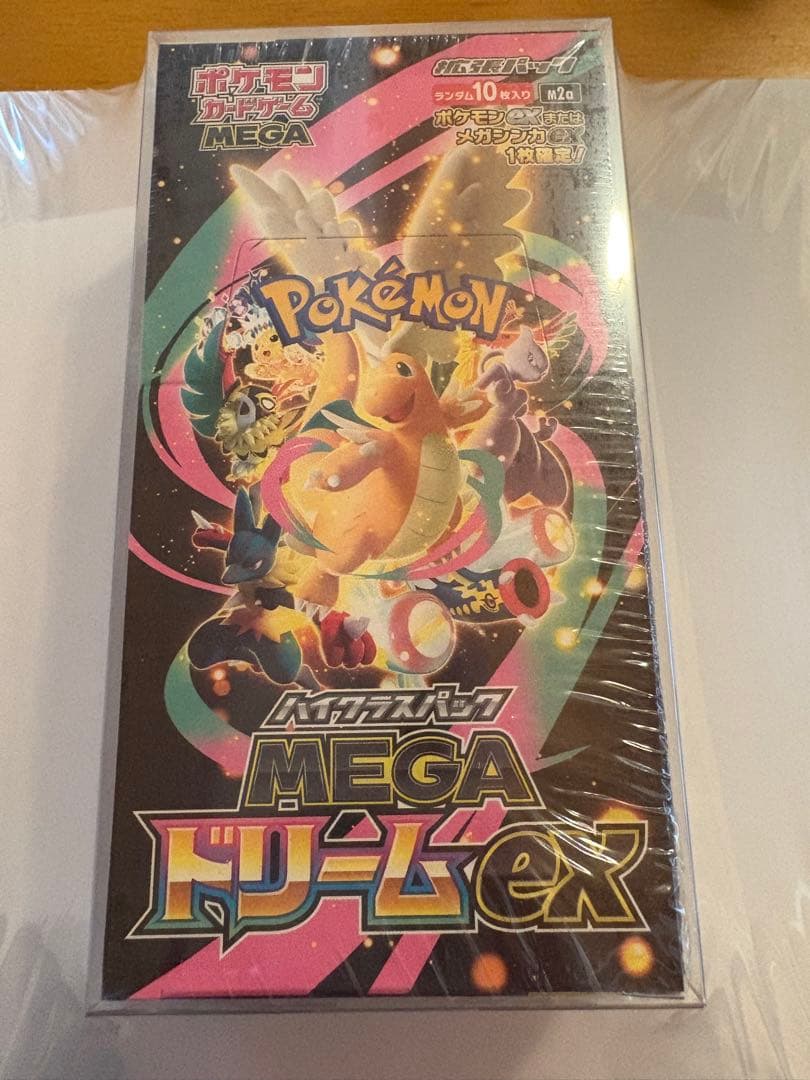 ポケモン
カードゲーム
MEGA
拡張パック
ランダム10枚入り M2a
ポケモンexまたは
メガシンカex
1枚確定!
POKéMON
TM
ハイクラスパック
MEGA
ドリームex